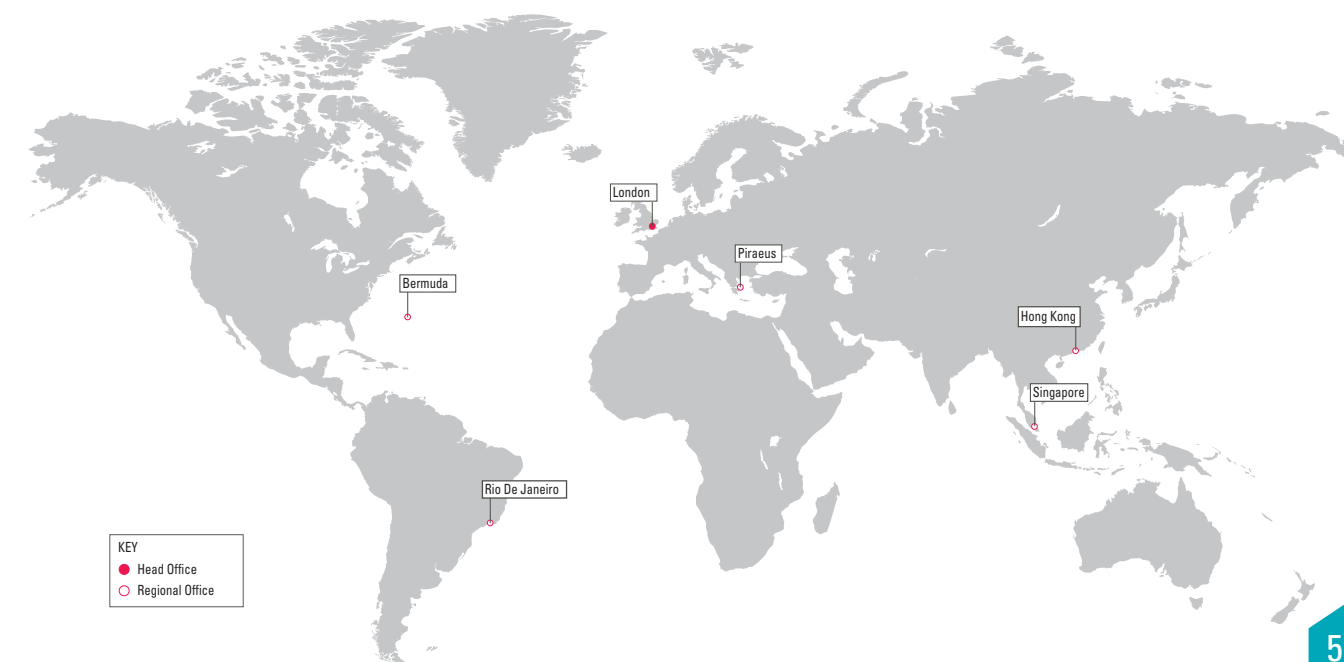 London
Piraeus
Bermuda
Hong Kong
Singapore
Rio De Janeiro
KEY
Head Office
Regional Office
5